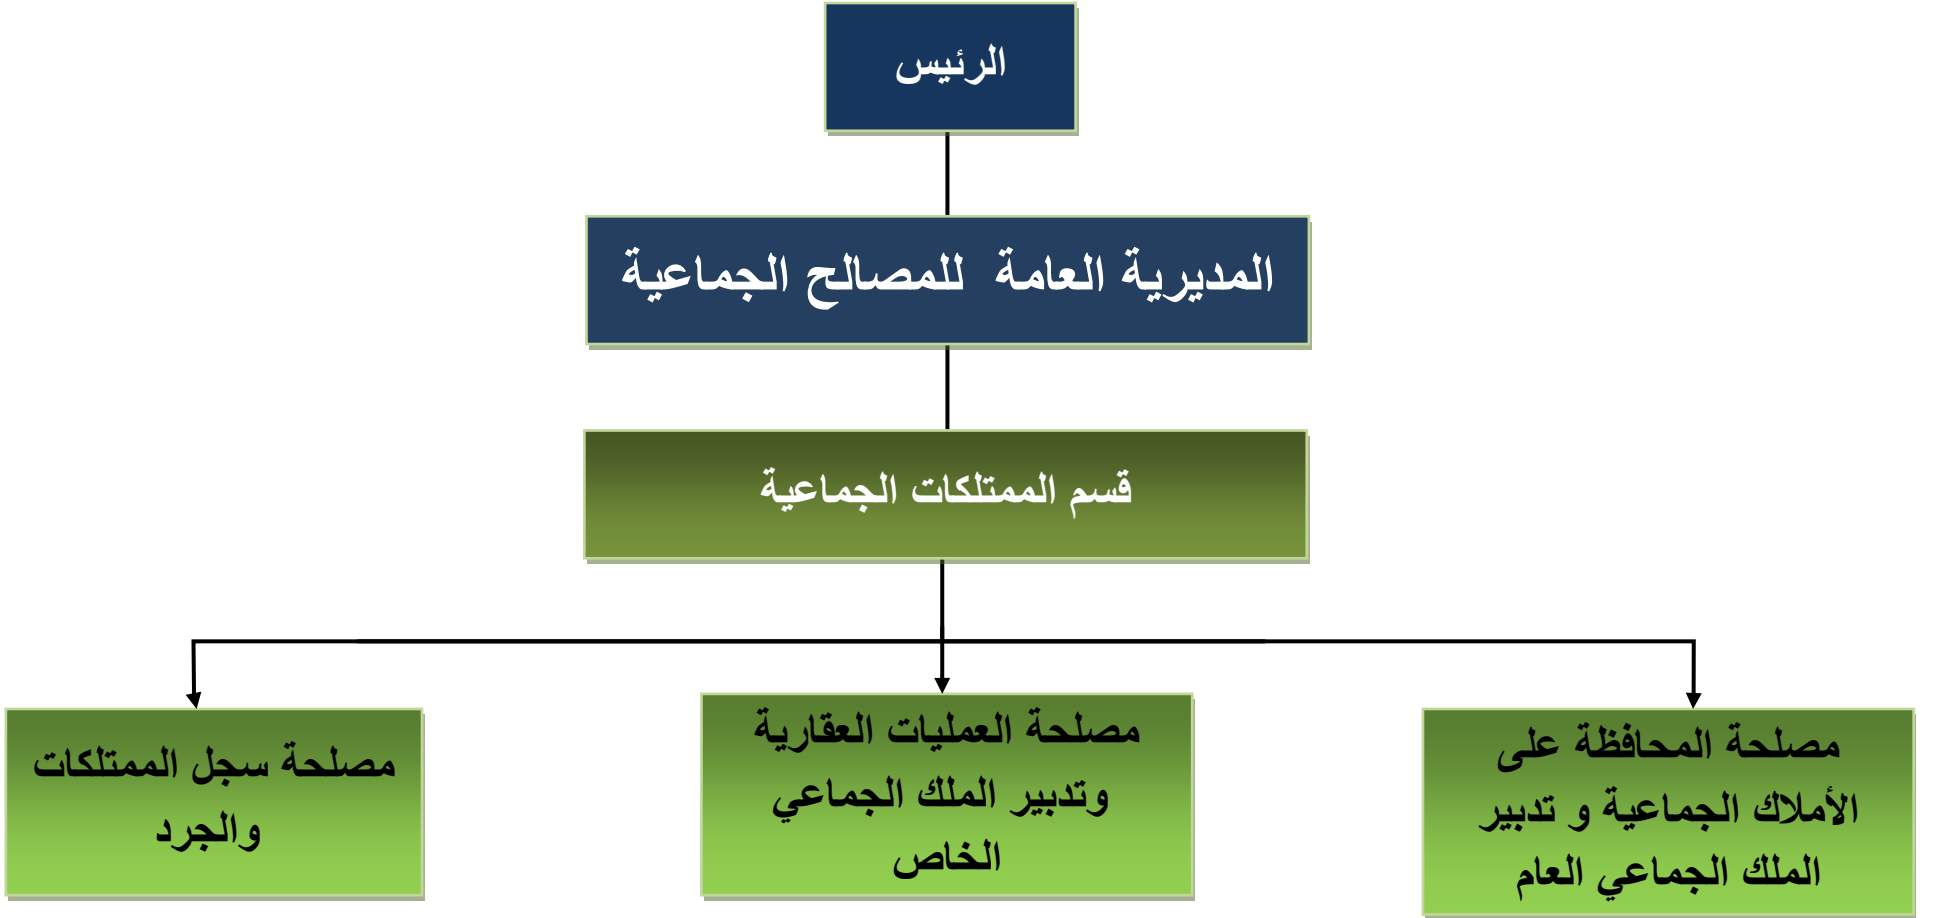 الرئيس
المديرية العامة للمصالح الجماعية
قسم الممتلكات الجماعية
مصلحة المحافظة على
الأملاك الجماعية و تدبير
الملك الجماعي العام
مصلحة العمليات العقارية
وتدبير الملك الجماعي
الخاص
مصلحة سجل الممتلكات
والجرد